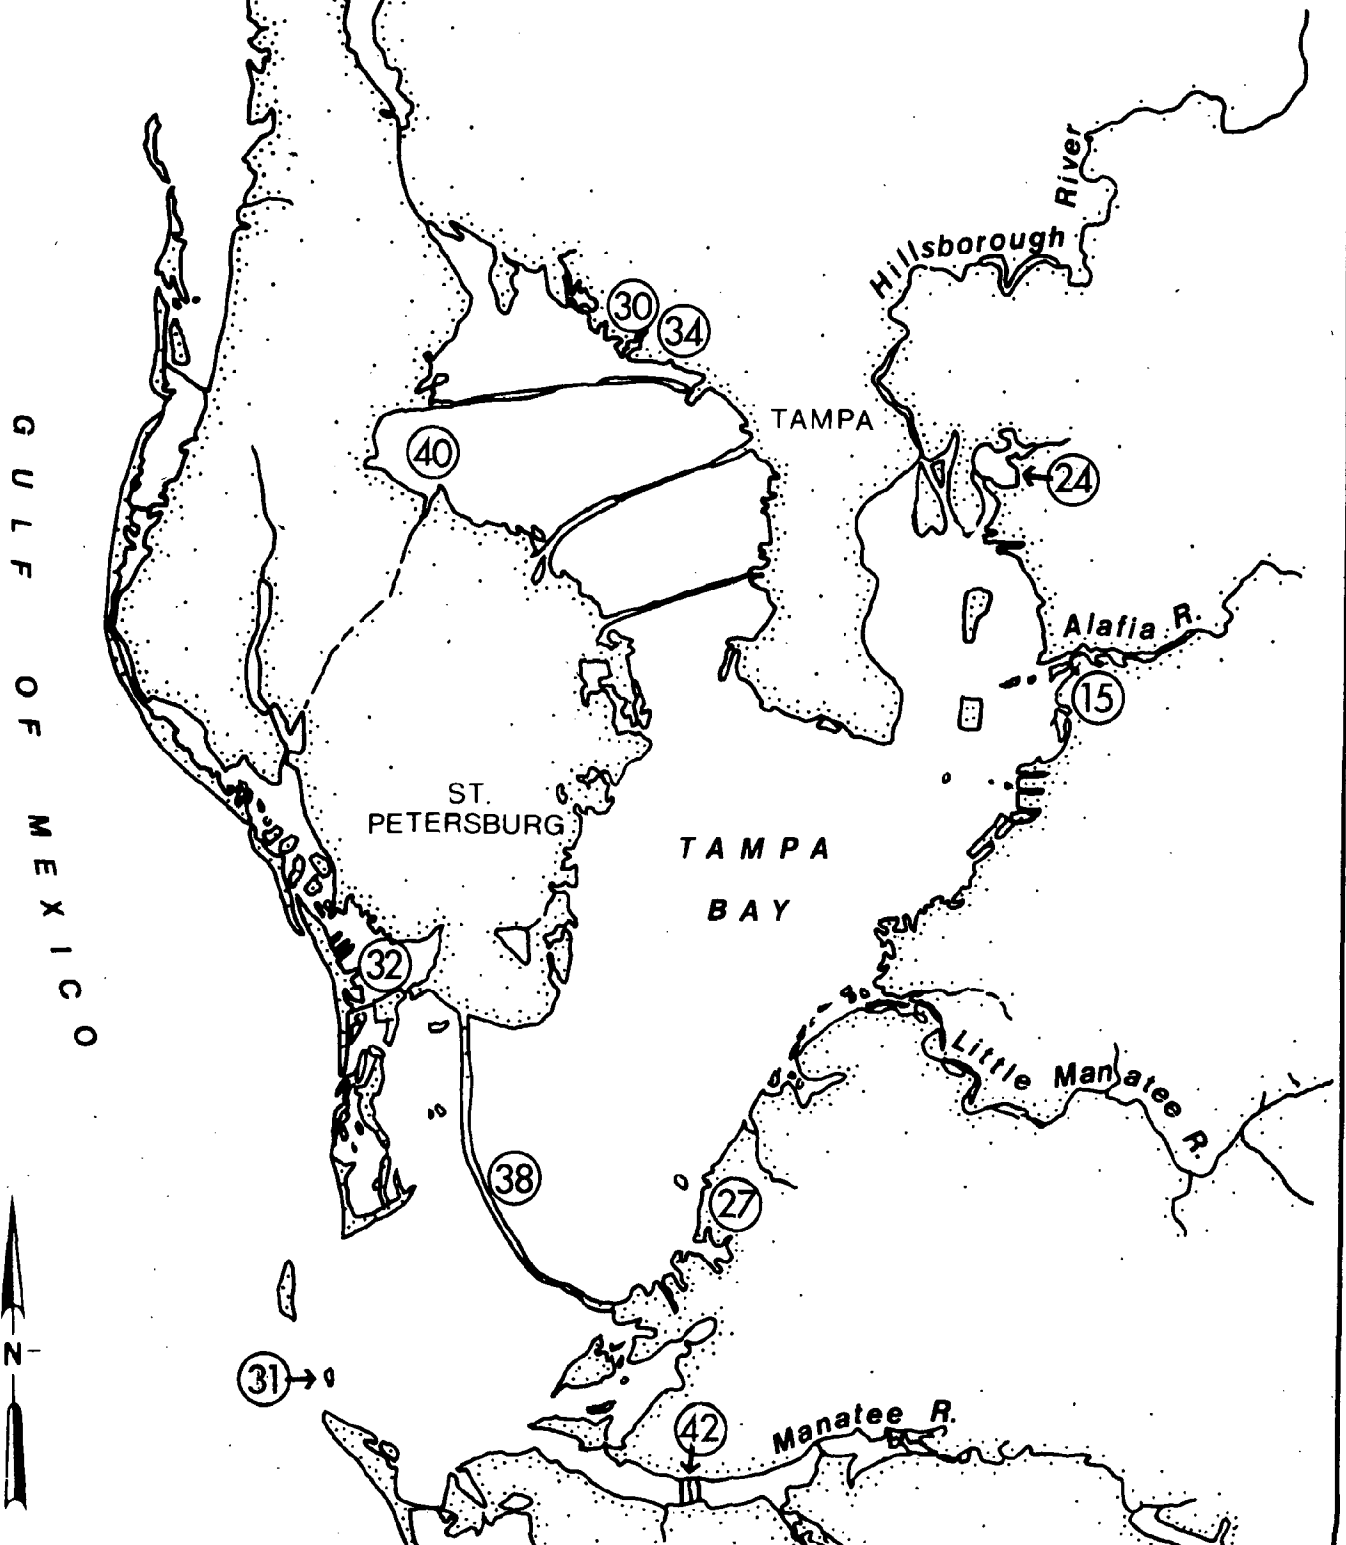 River
Hillsborough
30
34
TAMPA
40
24
GULF OF MEXICO
Alafia R.
15
ST.
PETERSBURG
TAMPA
BAY
32
Little Manatee R.
38
27
N
31
42
Manatee R.